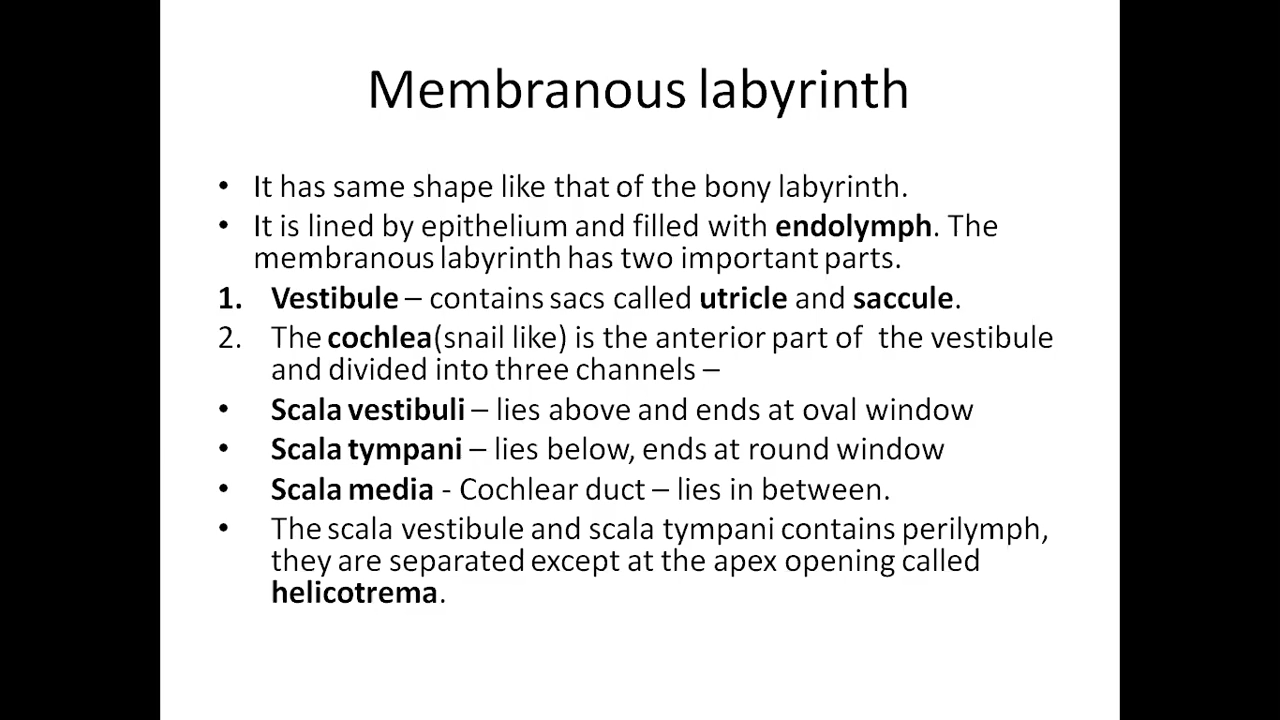 Membranous labyrinth
• It has same shape like that of the bony labyrinth.
• It is lined by epithelium and filled with endolymph. The
membranous labyrinth has two important parts.
1. Vestibule – contains sacs called utricle and saccule.
2. The cochlea(snail like) is the anterior part of  the vestibule
and divided into three channels –
• Scala vestibuli – lies above and ends at oval window
• Scala tympani – lies below, ends at round window
• Scala media - Cochlear duct – lies in between.
• The scala vestibule and scala tympani contains perilymph,
they are separated except at the apex opening called
helicotrema.